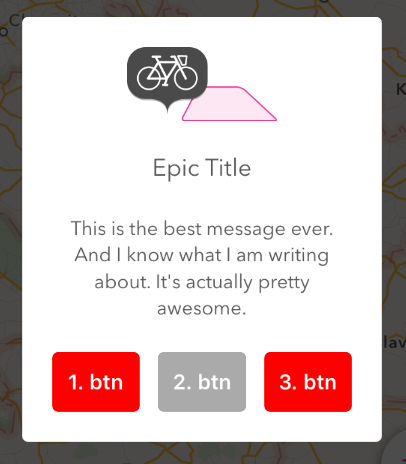 Epic Title
This is the best message ever.
And I know what I am writing
about. It's actually pretty
awesome.
1. btn
2. btn
3. btn